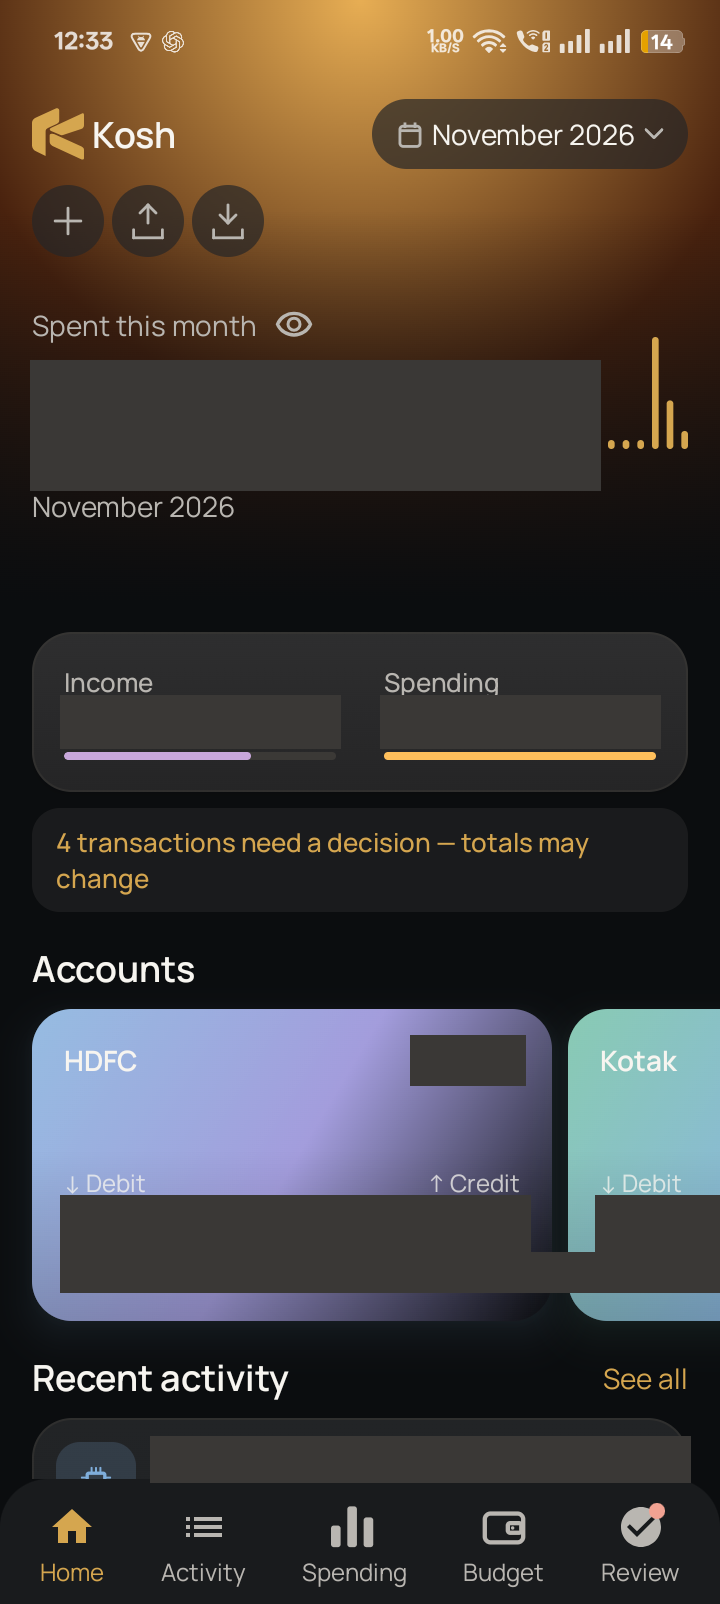 12:33
1.00
KB/S
1
2
14
Kosh
November 2026
Spent this month
November 2026
Income
Spending
4 transactions need a decision — totals may
change
Accounts
HDFC
Kotak
↓ Debit
↑ Credit
↓ Debit
Recent activity
See all
Home
Activity
Spending
Budget
Review